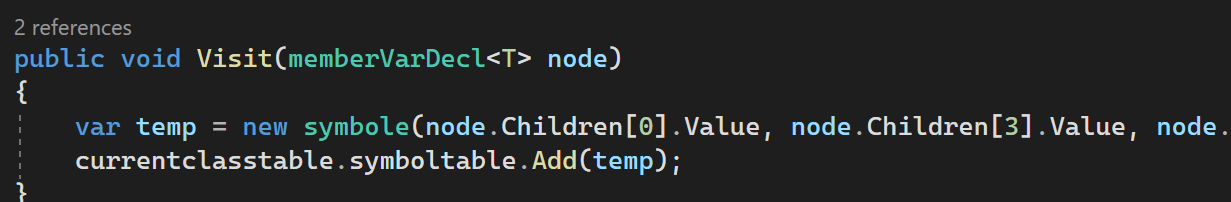 2 references
public void Visit(memberVarDecl<T> node)
{
var temp = new symbole(node.Children[0].Value, node.Children[3].Value, node.
currentclasstable.symboltable.Add(temp);
}